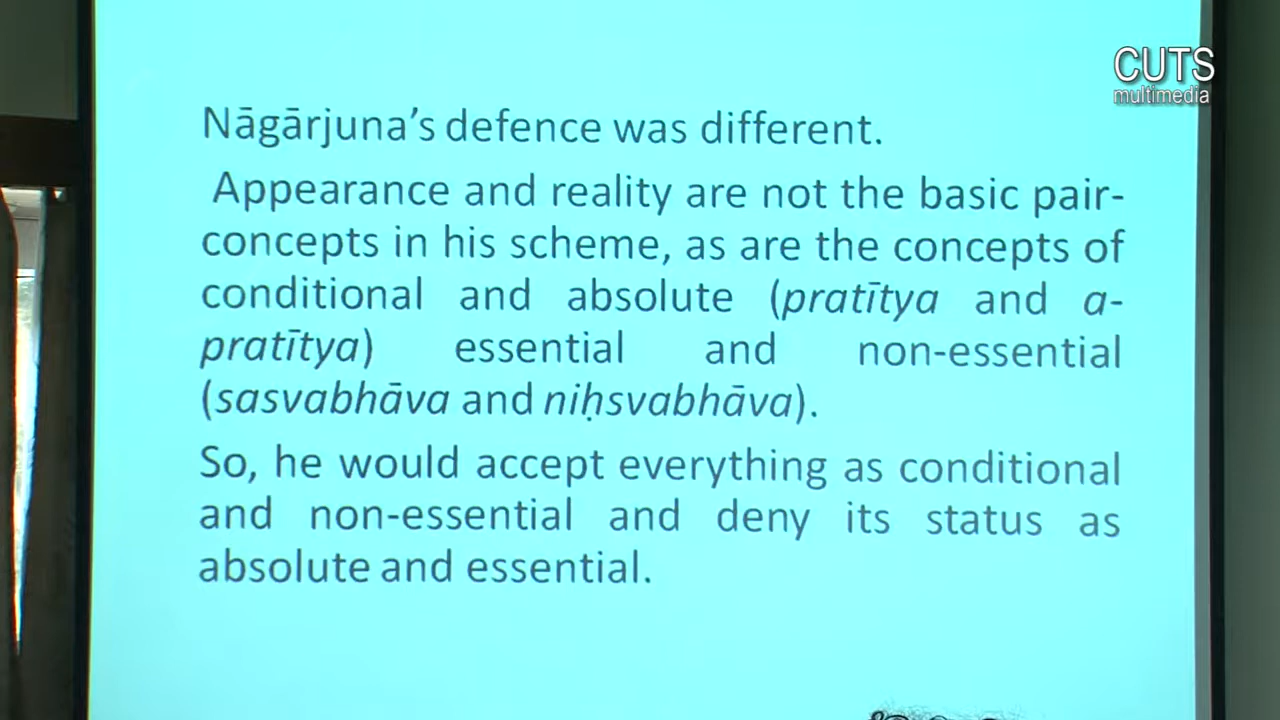 CUTS
multimedia
Nāgārjuna's defence was different.
Appearance and reality are not the basic pair-
concepts in his scheme, as are the concepts of
conditional and absolute (pratītya and a-
pratītya) essential and non-essential
(sasvabhāva and niḥsvabhāva).
So, he would accept everything as conditional
and non-essential and deny its status as
absolute and essential.